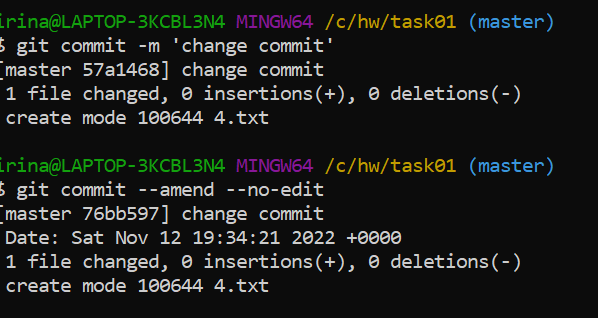 irina@LAPTOP-3KCBL3N4 MINGW64 /c/hw/task01 (master)
$ git commit -m 'change commit'
[master 57a1468] change commit
1 file changed, 0 insertions(+), 0 deletions(-)
create mode 100644 4.txt
irina@LAPTOP-3KCBL3N4 MINGW64 /c/hw/task01 (master)
$ git commit --amend --no-edit
[master 76bb597] change commit
Date: Sat Nov 12 19:34:21 2022 +0000
1 file changed, 0 insertions(+), 0 deletions(-)
create mode 100644 4.txt